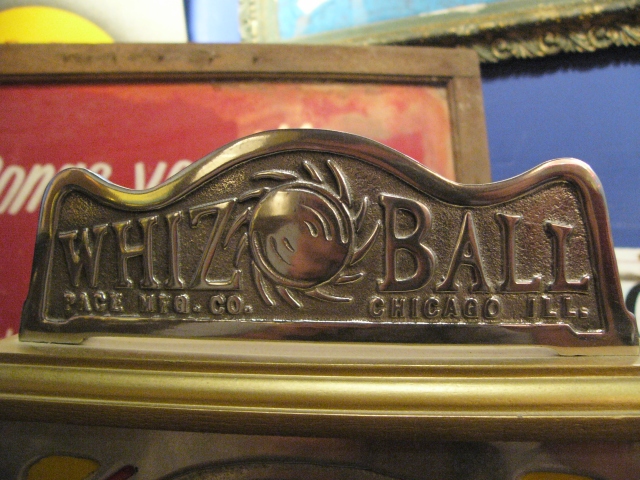 WHIZ BALL
PACE MFG. CO. CHICAGO ILL.